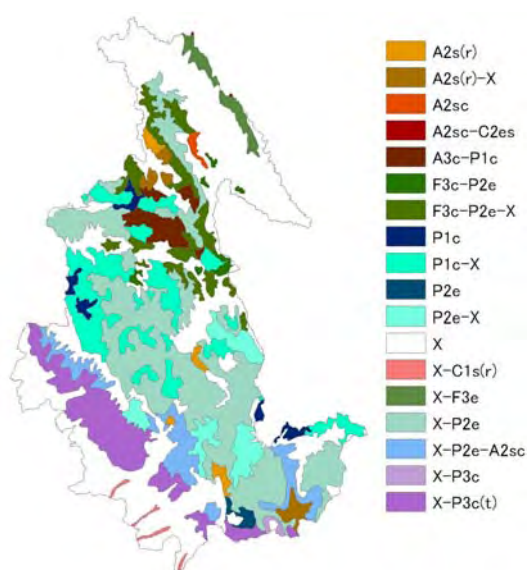 A2s(r)
A2s(r)-X
A2sc
A2sc-C2es
A3c-P1c
F3c-P2e
F3c-P2e-X
P1c
P1c-X
P2e
P2e-X
X
X-C1s(r)
X-F3e
X-P2e
X-P2e-A2sc
X-P3c
X-P3c(t)